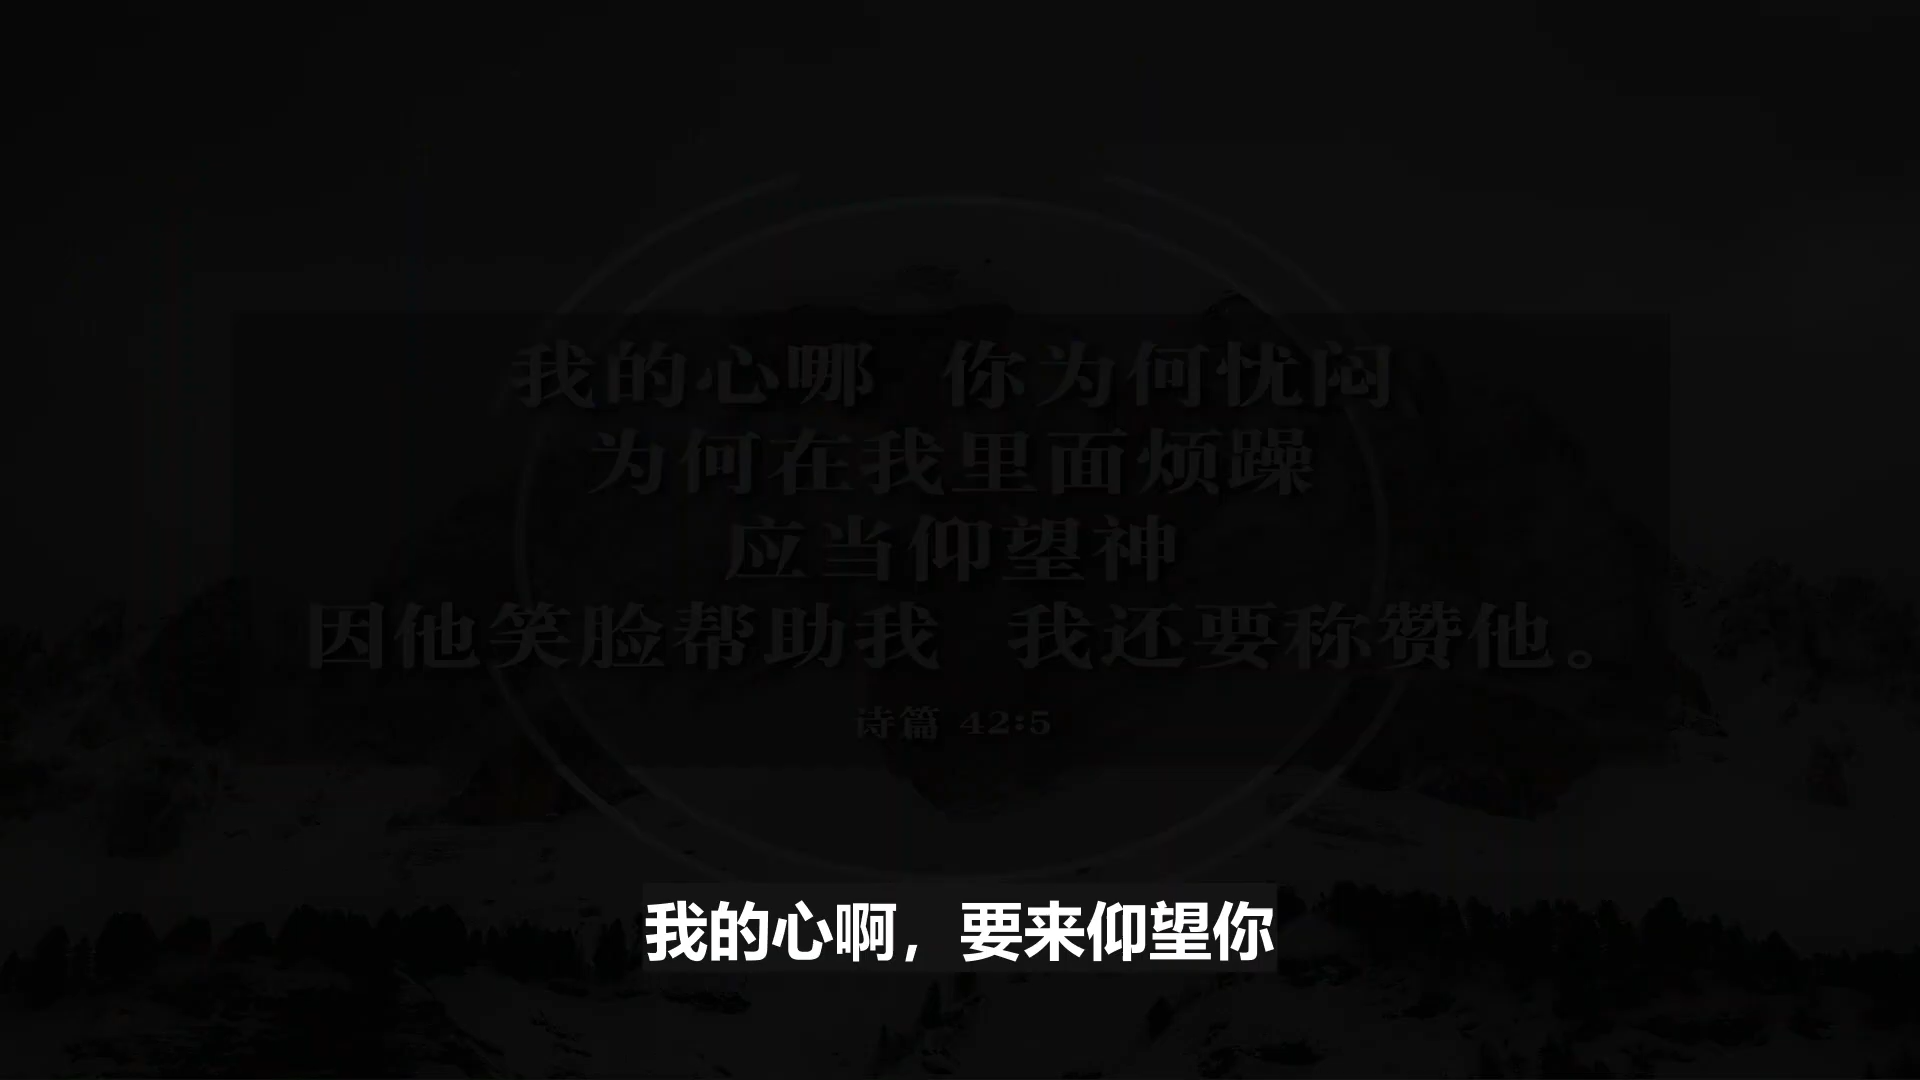 我的心哪 你为何忧闷
为何在我里面烦躁
应当仰望神
因他笑脸帮助我 我还要称赞他。
诗篇 42:5
我的心啊，要来仰望你